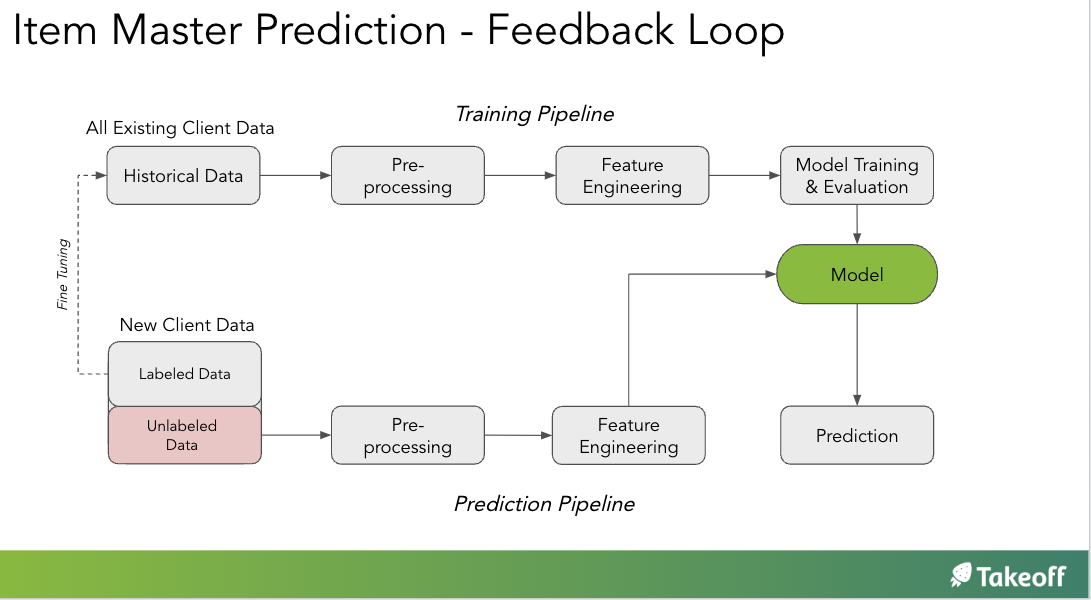 Item Master Prediction - Feedback Loop
Training Pipeline
All Existing Client Data
Historical Data
Pre-
processing
Feature
Engineering
Model Training
& Evaluation
Fine Tuning
Model
New Client Data
Labeled Data
Unlabeled
Data
Pre-
processing
Feature
Engineering
Prediction
Prediction Pipeline
Takeoff